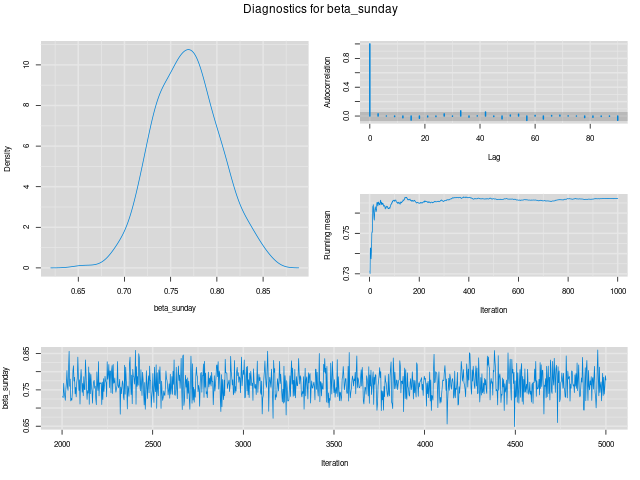 Diagnostics for beta_sunday
Density
0 2 4 6 8 10
0.65 0.70 0.75 0.80 0.85
beta_sunday
Autocorrelation
0.0 0.4 0.8
0 20 40 60 80
Lag
Running mean
0.73 0.75
0 200 400 600 800 1000
Iteration
beta_sunday
0.65 0.75 0.85
2000 2500 3000 3500 4000 4500 5000
Iteration